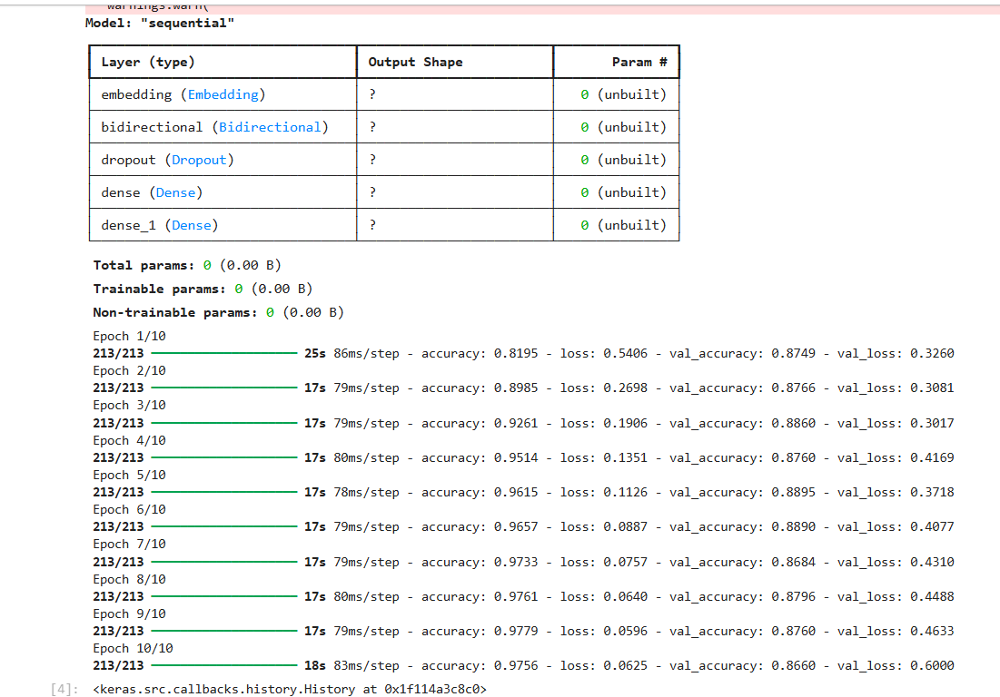 warnings.warn(
Model: "sequential"
Layer (type) Output Shape Param #
embedding (Embedding) ? 0 (unbuilt)
bidirectional (Bidirectional) ? 0 (unbuilt)
dropout (Dropout) ? 0 (unbuilt)
dense (Dense) ? 0 (unbuilt)
dense_1 (Dense) ? 0 (unbuilt)
Total params: 0 (0.00 B)
Trainable params: 0 (0.00 B)
Non-trainable params: 0 (0.00 B)
Epoch 1/10
213/213 25s 86ms/step - accuracy: 0.8195 - loss: 0.5406 - val_accuracy: 0.8749 - val_loss: 0.3260
Epoch 2/10
213/213 17s 79ms/step - accuracy: 0.8985 - loss: 0.2698 - val_accuracy: 0.8766 - val_loss: 0.3081
Epoch 3/10
213/213 17s 79ms/step - accuracy: 0.9261 - loss: 0.1906 - val_accuracy: 0.8860 - val_loss: 0.3017
Epoch 4/10
213/213 17s 80ms/step - accuracy: 0.9514 - loss: 0.1351 - val_accuracy: 0.8760 - val_loss: 0.4169
Epoch 5/10
213/213 17s 78ms/step - accuracy: 0.9615 - loss: 0.1126 - val_accuracy: 0.8895 - val_loss: 0.3718
Epoch 6/10
213/213 17s 79ms/step - accuracy: 0.9657 - loss: 0.0887 - val_accuracy: 0.8890 - val_loss: 0.4077
Epoch 7/10
213/213 17s 79ms/step - accuracy: 0.9733 - loss: 0.0757 - val_accuracy: 0.8684 - val_loss: 0.4310
Epoch 8/10
213/213 17s 80ms/step - accuracy: 0.9761 - loss: 0.0640 - val_accuracy: 0.8796 - val_loss: 0.4488
Epoch 9/10
213/213 17s 79ms/step - accuracy: 0.9779 - loss: 0.0596 - val_accuracy: 0.8760 - val_loss: 0.4633
Epoch 10/10
213/213 18s 83ms/step - accuracy: 0.9756 - loss: 0.0625 - val_accuracy: 0.8660 - val_loss: 0.6000
[4]: <keras.src.callbacks.history.History at 0x1f114a3c8c0>